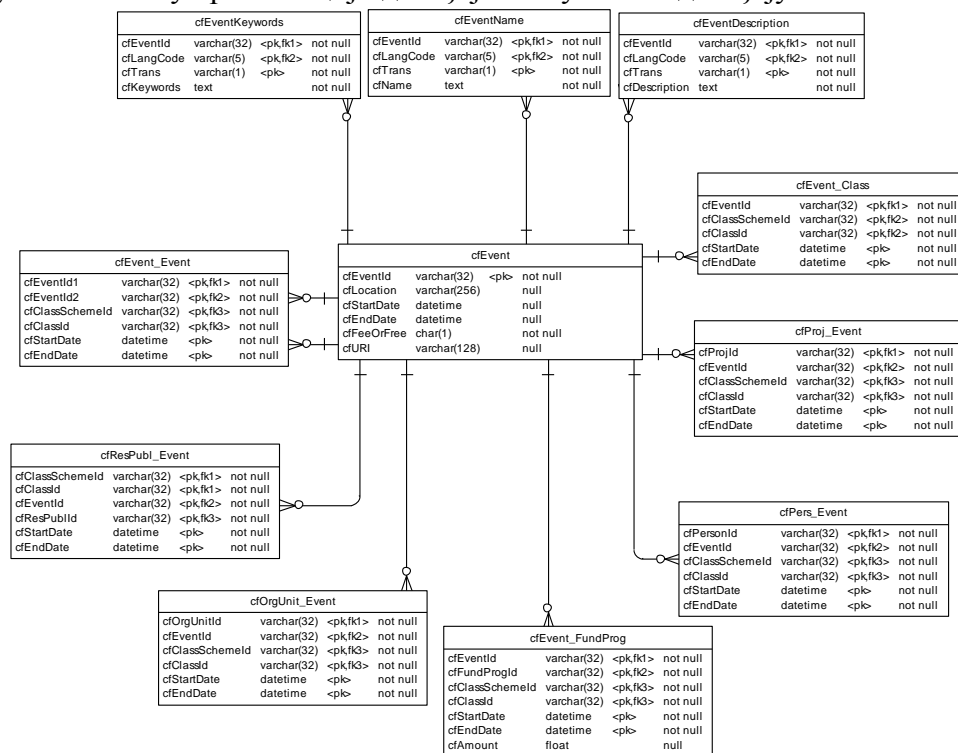 cfEventKeywords
cfEventId varchar(32) <pk,fk1> not null
cfLangCode varchar(5) <pk,fk2> not null
cfTrans varchar(1) <pk> not null
cfKeywords text not null
cfEventName
cfEventId varchar(32) <pk,fk1> not null
cfLangCode varchar(5) <pk,fk2> not null
cfTrans varchar(1) <pk> not null
cfName text not null
cfEventDescription
cfEventId varchar(32) <pk,fk1> not null
cfLangCode varchar(5) <pk,fk2> not null
cfTrans varchar(1) <pk> not null
cfDescription text not null
cfEvent_Class
cfEventId varchar(32) <pk,fk1> not null
cfClassSchemeId varchar(32) <pk,fk2> not null
cfClassId varchar(32) <pk,fk2> not null
cfStartDate datetime <pk> not null
cfEndDate datetime <pk> not null
cfEvent_Event
cfEventId1 varchar(32) <pk,fk1> not null
cfEventId2 varchar(32) <pk,fk2> not null
cfClassSchemeId varchar(32) <pk,fk3> not null
cfClassId varchar(32) <pk,fk3> not null
cfStartDate datetime <pk> not null
cfEndDate datetime <pk> not null
cfEvent
cfEventId varchar(32) <pk> not null
cfLocation varchar(256) null
cfStartDate datetime null
cfEndDate datetime null
cfFeeOrFree char(1) not null
cfURI varchar(128) null
cfProj_Event
cfProjId varchar(32) <pk,fk1> not null
cfEventId varchar(32) <pk,fk2> not null
cfClassSchemeId varchar(32) <pk,fk3> not null
cfClassId varchar(32) <pk,fk3> not null
cfStartDate datetime <pk> not null
cfEndDate datetime <pk> not null
cfResPubl_Event
cfClassSchemeId varchar(32) <pk,fk1> not null
cfClassId varchar(32) <pk,fk1> not null
cfEventId varchar(32) <pk,fk2> not null
cfResPublId varchar(32) <pk,fk3> not null
cfStartDate datetime <pk> not null
cfEndDate datetime <pk> not null
cfPers_Event
cfPersonId varchar(32) <pk,fk1> not null
cfEventId varchar(32) <pk,fk2> not null
cfClassSchemeId varchar(32) <pk,fk3> not null
cfClassId varchar(32) <pk,fk3> not null
cfStartDate datetime <pk> not null
cfEndDate datetime <pk> not null
cfOrgUnit_Event
cfOrgUnitId varchar(32) <pk,fk1> not null
cfEventId varchar(32) <pk,fk2> not null
cfClassSchemeId varchar(32) <pk,fk3> not null
cfClassId varchar(32) <pk,fk3> not null
cfStartDate datetime <pk> not null
cfEndDate datetime <pk> not null
cfEvent_FundProg
cfEventId varchar(32) <pk,fk1> not null
cfFundProgId varchar(32) <pk,fk2> not null
cfClassSchemeId varchar(32) <pk,fk3> not null
cfClassId varchar(32) <pk,fk3> not null
cfStartDate datetime <pk> not null
cfEndDate datetime <pk> not null
cfAmount float null